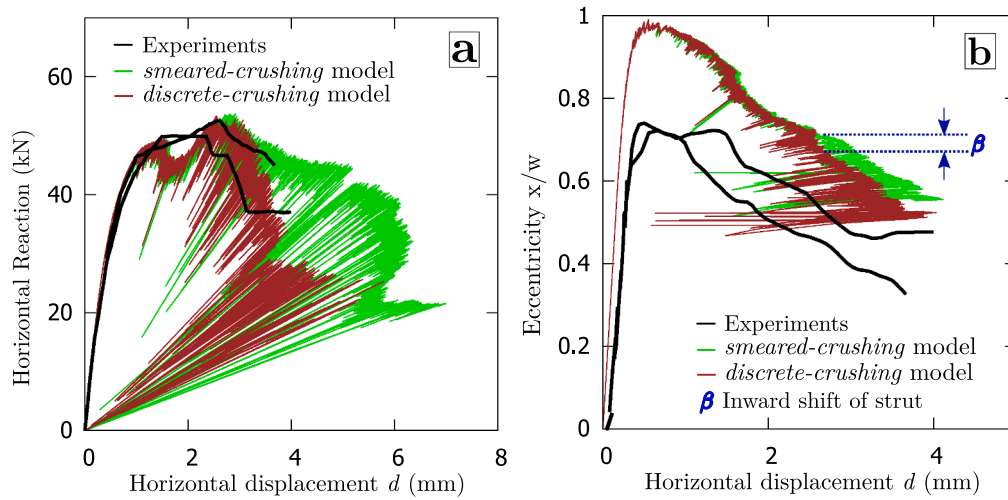 a
Experiments
smeared-crushing model
discrete-crushing model
60
40
20
0
0 2 4 6 8
Horizontal Reaction (kN)
Horizontal displacement d (mm)
b
1
0.8
0.6
0.4
0.2
0
0 2 4
Eccentricity x/w
β
Experiments
smeared-crushing model
discrete-crushing model
β Inward shift of strut
Horizontal displacement d (mm)